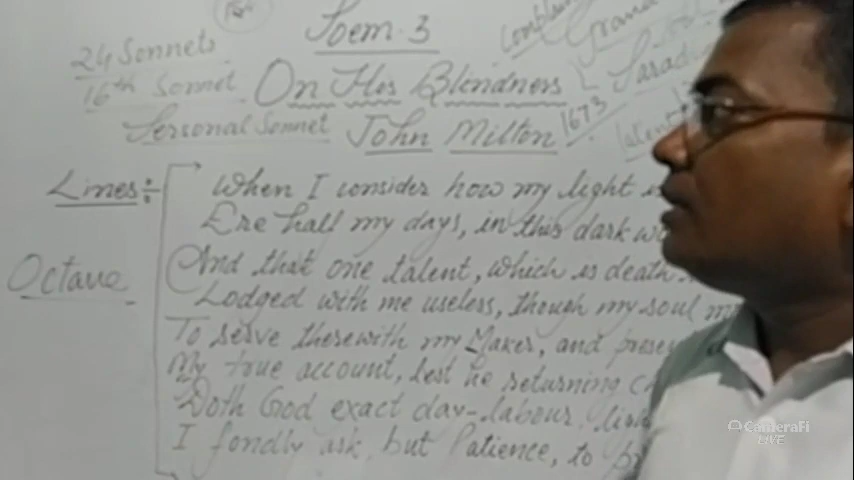 Poem·3
24 Sonnets
16th Sonnet
On His Blindness
1673
Personal Sonnet
John Milton
Lines÷
When I consider how my light
Ere half my days, in this dark
And that one talent, which is death
Octave
Lodged with me useless, though my soul
To serve therewith my Maker, and
My true account, lest he returning
Doth God exact day-labour,
I fondly ask, but Patience, to
CameraFi
LIVE